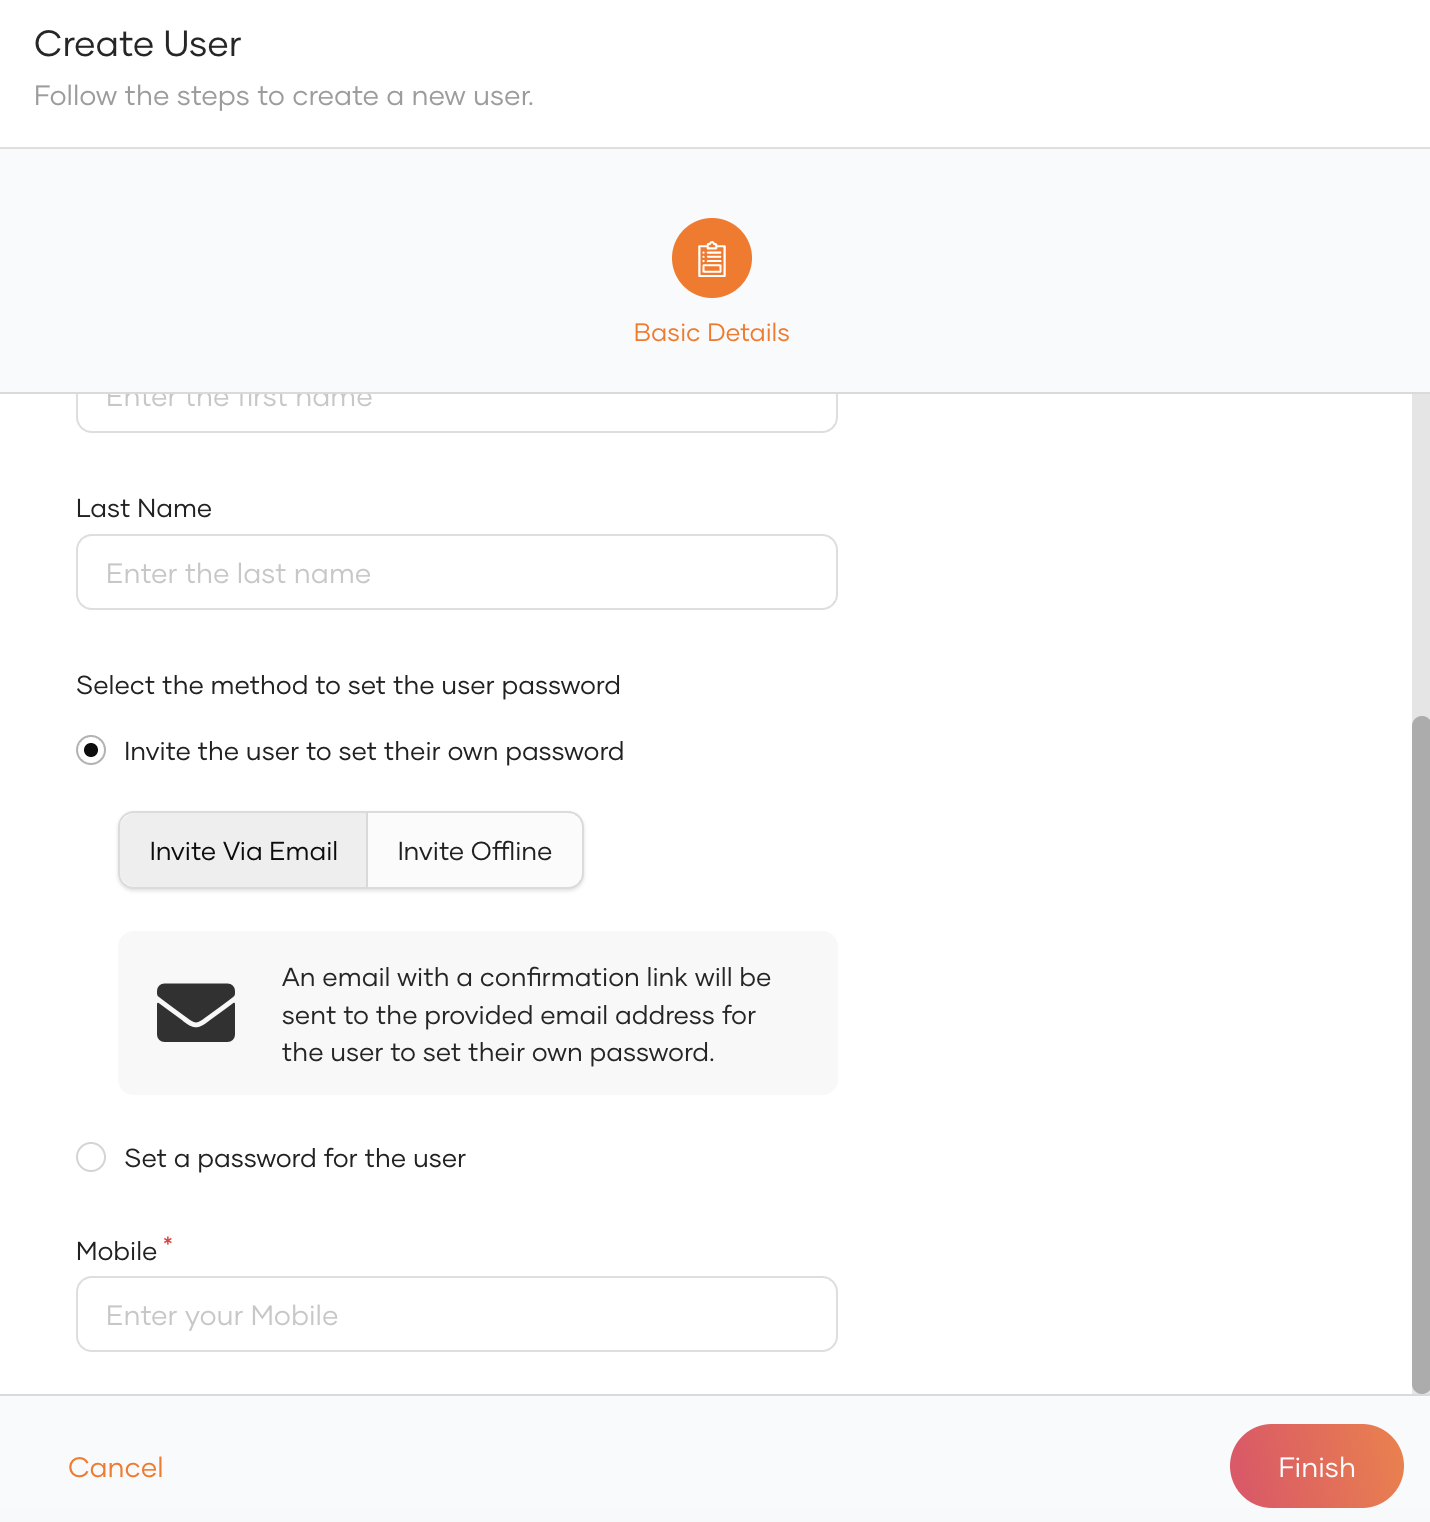 Create User
Follow the steps to create a new user.
Basic Details
Enter the first name
Last Name
Enter the last name
Select the method to set the user password
Invite the user to set their own password
Invite Via Email
Invite Offline
An email with a confirmation link will be
sent to the provided email address for
the user to set their own password.
Set a password for the user
Mobile *
Enter your Mobile
Cancel
Finish